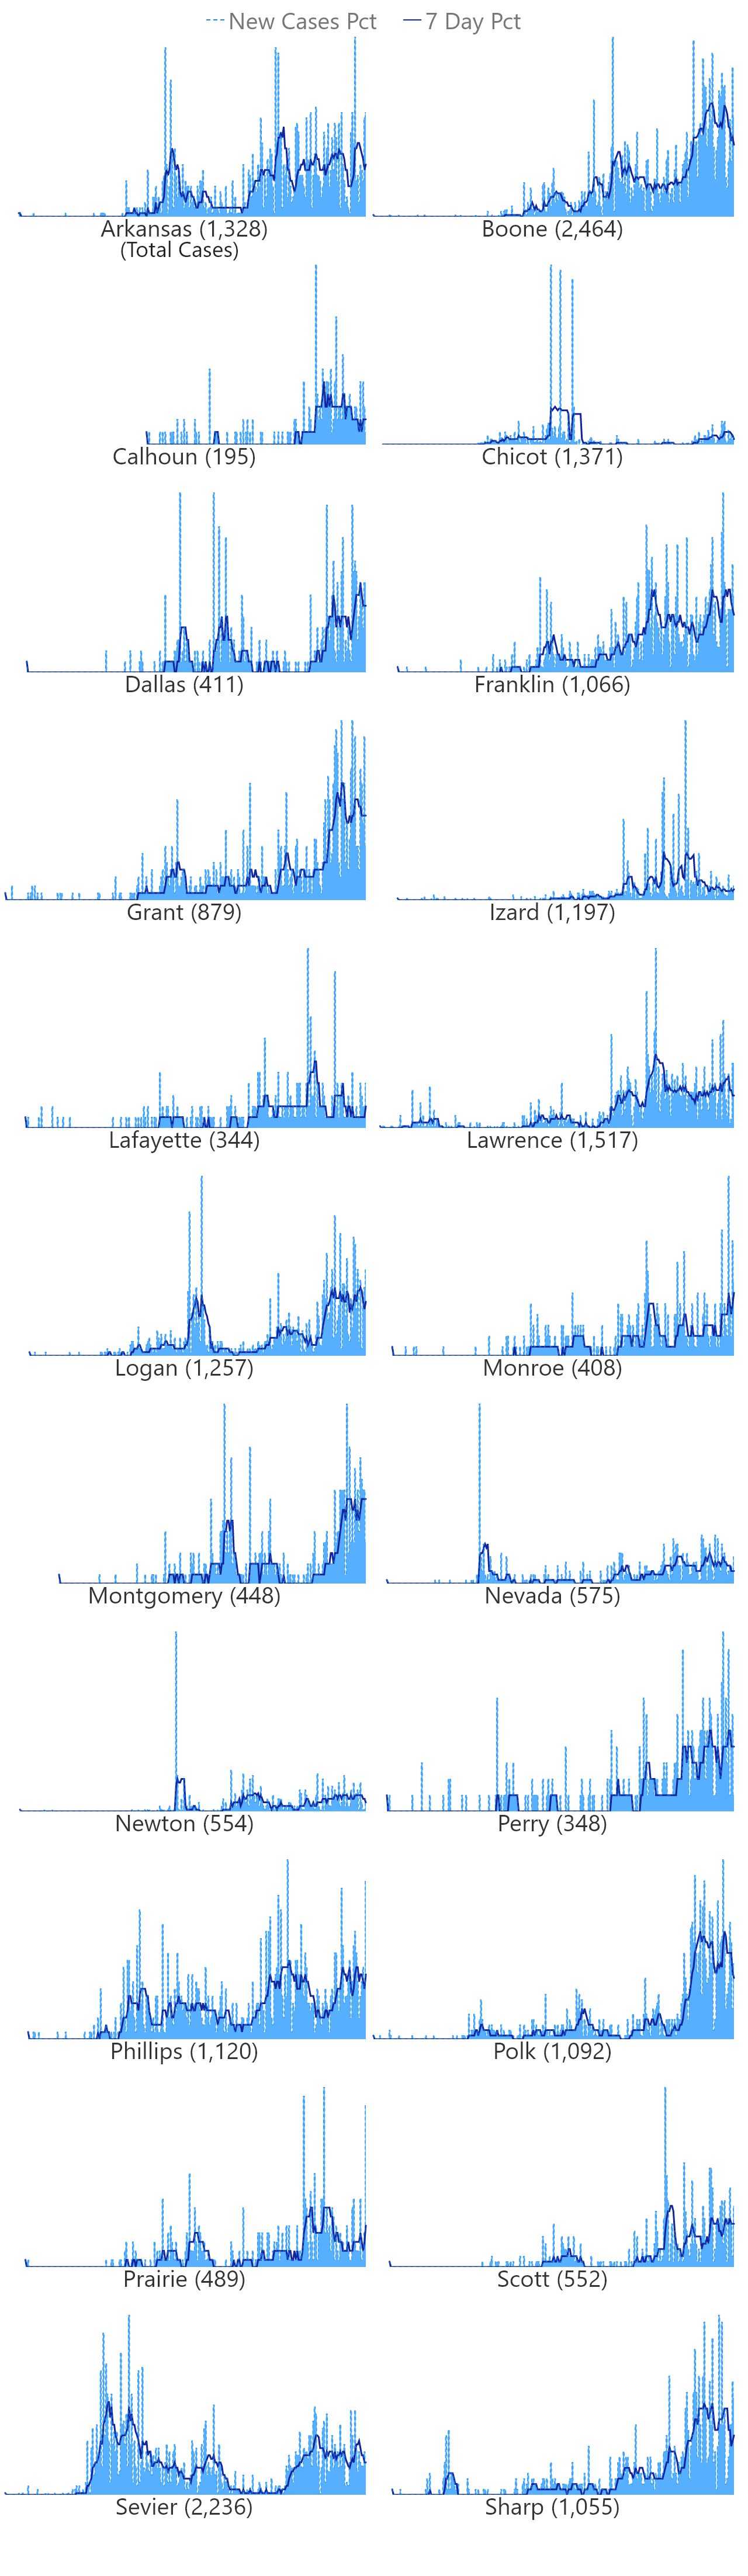 New Cases Pct 7 Day Pct
Arkansas (1,328) Boone (2,464)
(Total Cases)
Calhoun (195) Chicot (1,371)
Dallas (411) Franklin (1,066)
Grant (879) Izard (1,197)
Lafayette (344) Lawrence (1,517)
Logan (1,257) Monroe (408)
Montgomery (448) Nevada (575)
Newton (554) Perry (348)
Phillips (1,120) Polk (1,092)
Prairie (489) Scott (552)
Sevier (2,236) Sharp (1,055)